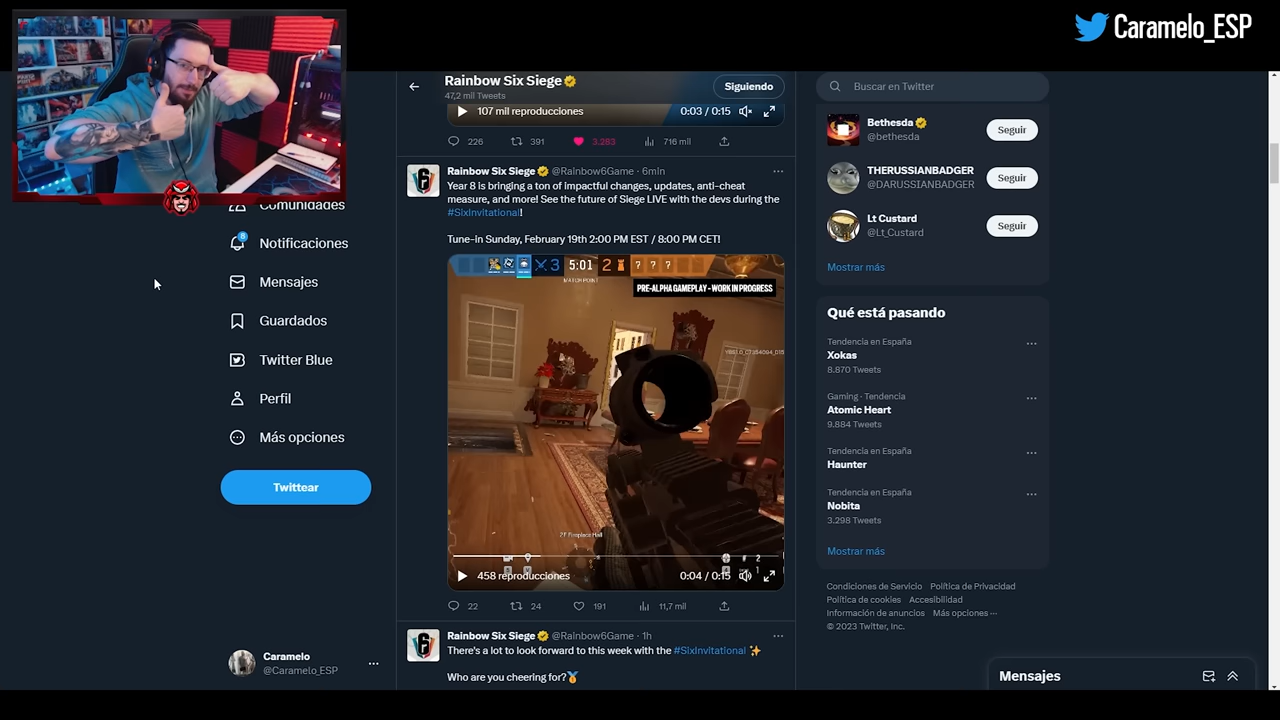 Caramelo_ESP
Rainbow Six Siege
47,2 mil Tweets
Siguiendo
107 mil reproducciones
0:03 / 0:15
226
391
3.283
716 mil
Rainbow Six Siege @Rainbow6Game · 6min
Year 8 is bringing a ton of impactful changes, updates, anti-cheat
measure, and more! See the future of Siege LIVE with the devs during the
#SixInvitational!
Tune-in Sunday, February 19th 2:00 PM EST / 8:00 PM CET!
3
5:01
2
? ? ?
MATCH POINT
PRE-ALPHA GAMEPLAY - WORK IN PROGRESS
2F Fireplace Hall
458 reproducciones
0:04 / 0:15
22
24
191
11,7 mil
Rainbow Six Siege @Rainbow6Game · 1h
There's a lot to look forward to this week with the #SixInvitational ✨
Who are you cheering for?🏅
Comunidades
8
Notificaciones
Mensajes
Guardados
Twitter Blue
Perfil
Más opciones
Twittear
Caramelo
@Caramelo_ESP
Buscar en Twitter
Bethesda
@bethesda
Seguir
THERUSSIANBADGER
@DARUSSIANBADGER
Seguir
Lt Custard
@Lt_Custard
Seguir
Mostrar más
Qué está pasando
Tendencia en España
Xokas
8.870 Tweets
Gaming · Tendencia
Atomic Heart
9.884 Tweets
Tendencia en España
Haunter
Tendencia en España
Nobita
3.298 Tweets
Mostrar más
Condiciones de Servicio Política de Privacidad
Política de cookies Accesibilidad
Información de anuncios Más opciones ···
© 2023 Twitter, Inc.
Mensajes